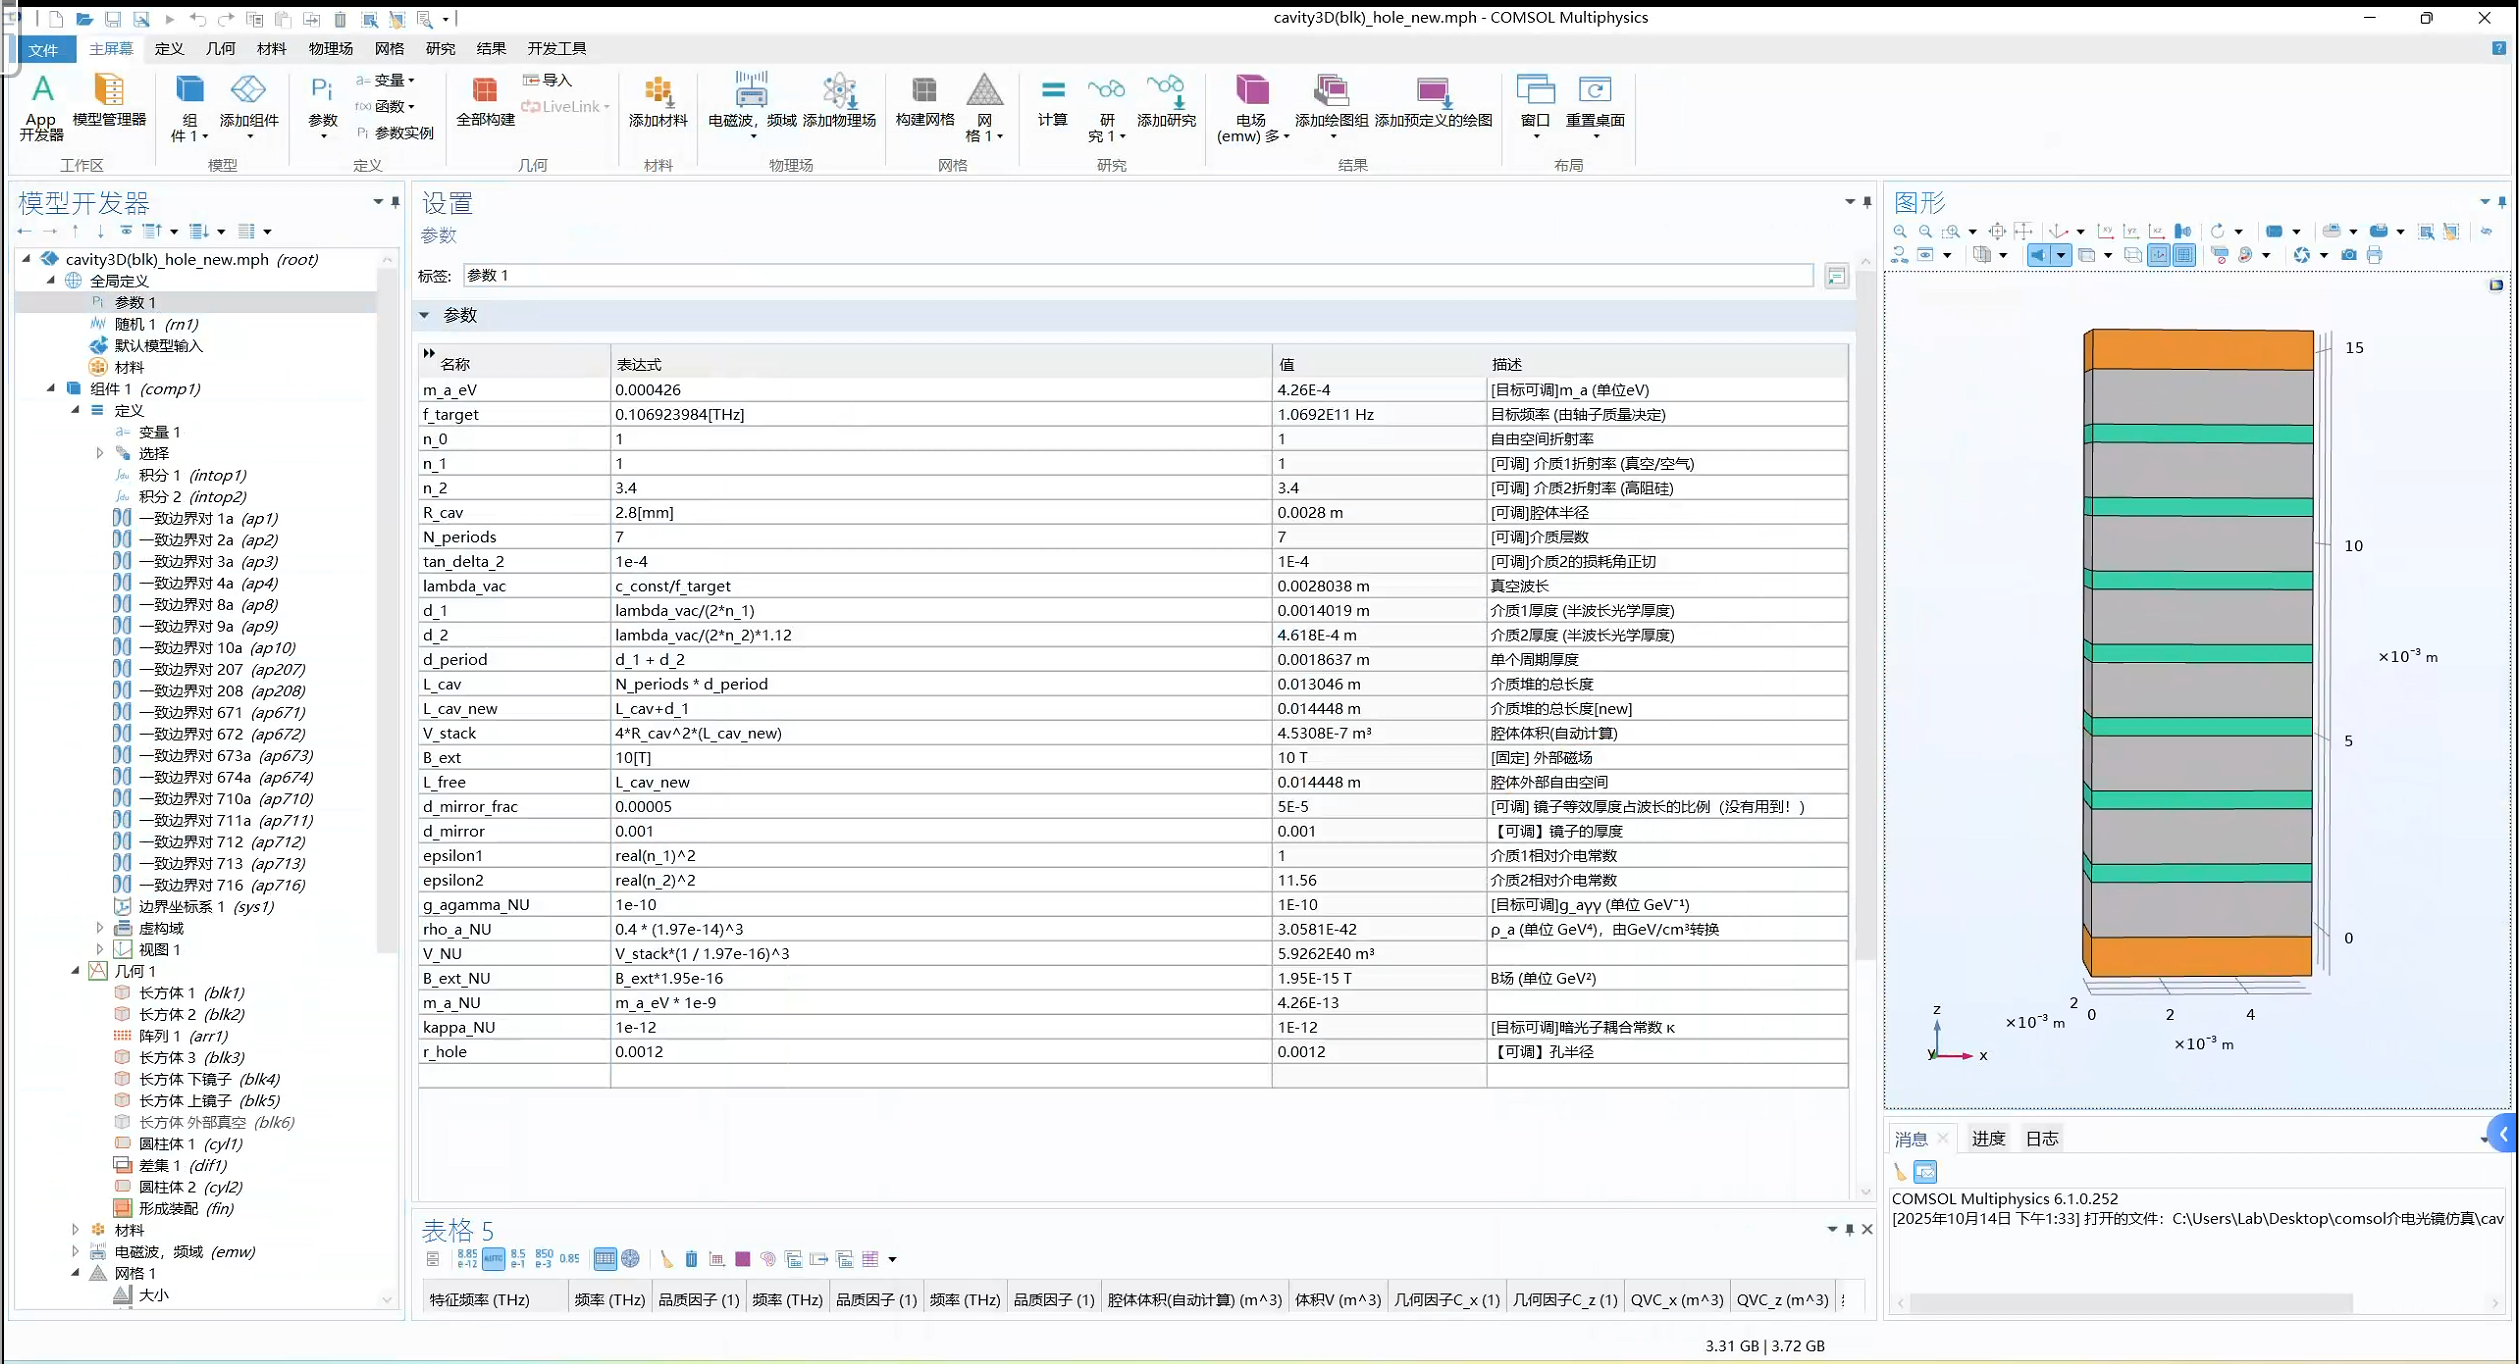 cavity3D(blk)_hole_new.mph - COMSOL Multiphysics
文件 主屏幕 定义 几何 材料 物理场 网格 研究 结果 开发工具
App 开发器
模型管理器
工作区
组件 1
添加组件
模型
Pi 参数
a= 变量
f(x) 函数
Pi 参数实例
定义
全部构建
导入
LiveLink
几何
添加材料
材料
电磁波，频域
添加物理场
物理场
构建网格
网格 1
网格
计算
研究 1
添加研究
研究
电场 (emw) 多
添加绘图组
添加预定义的绘图
结果
窗口
重置桌面
布局
模型开发器
cavity3D(blk)_hole_new.mph (root)
全局定义
Pi 参数 1
随机 1 (rn1)
默认模型输入
材料
组件 1 (comp1)
定义
a= 变量 1
选择
积分 1 (intop1)
积分 2 (intop2)
一致边界对 1a (ap1)
一致边界对 2a (ap2)
一致边界对 3a (ap3)
一致边界对 4a (ap4)
一致边界对 8a (ap8)
一致边界对 9a (ap9)
一致边界对 10a (ap10)
一致边界对 207 (ap207)
一致边界对 208 (ap208)
一致边界对 671 (ap671)
一致边界对 672 (ap672)
一致边界对 673a (ap673)
一致边界对 674a (ap674)
一致边界对 710a (ap710)
一致边界对 711a (ap711)
一致边界对 712 (ap712)
一致边界对 713 (ap713)
一致边界对 716 (ap716)
边界坐标系 1 (sys1)
虚构域
视图 1
几何 1
长方体 1 (blk1)
长方体 2 (blk2)
阵列 1 (arr1)
长方体 3 (blk3)
长方体 下镜子 (blk4)
长方体 上镜子 (blk5)
长方体 外部真空 (blk6)
圆柱体 1 (cyl1)
差集 1 (dif1)
圆柱体 2 (cyl2)
形成装配 (fin)
材料
电磁波，频域 (emw)
网格 1
大小
设置
参数
标签: 参数 1
参数
名称 表达式 值 描述
m_a_eV 0.000426 4.26E-4 [目标可调]m_a (单位eV)
f_target 0.106923984[THz] 1.0692E11 Hz 目标频率 (由轴子质量决定)
n_0 1 1 自由空间折射率
n_1 1 1 [可调] 介质1折射率 (真空/空气)
n_2 3.4 3.4 [可调] 介质2折射率 (高阻硅)
R_cav 2.8[mm] 0.0028 m [可调]腔体半径
N_periods 7 7 [可调]介质层数
tan_delta_2 1e-4 1E-4 [可调]介质2的损耗角正切
lambda_vac c_const/f_target 0.0028038 m 真空波长
d_1 lambda_vac/(2*n_1) 0.0014019 m 介质1厚度 (半波长光学厚度)
d_2 lambda_vac/(2*n_2)*1.12 4.618E-4 m 介质2厚度 (半波长光学厚度)
d_period d_1 + d_2 0.0018637 m 单个周期厚度
L_cav N_periods * d_period 0.013046 m 介质堆的总长度
L_cav_new L_cav+d_1 0.014448 m 介质堆的总长度[new]
V_stack 4*R_cav^2*(L_cav_new) 4.5308E-7 m³ 腔体体积(自动计算)
B_ext 10[T] 10 T [固定] 外部磁场
L_free L_cav_new 0.014448 m 腔体外部自由空间
d_mirror_frac 0.00005 5E-5 [可调] 镜子等效厚度占波长的比例（没有用到！）
d_mirror 0.001 0.001 【可调】镜子的厚度
epsilon1 real(n_1)^2 1 介质1相对介电常数
epsilon2 real(n_2)^2 11.56 介质2相对介电常数
g_agamma_NU 1e-10 1E-10 [目标可调]g_aγγ (单位 GeV⁻¹)
rho_a_NU 0.4 * (1.97e-14)^3 3.0581E-42 ρ_a (单位 GeV⁴)，由GeV/cm³转换
V_NU V_stack*(1 / 1.97e-16)^3 5.9262E40 m³
B_ext_NU B_ext*1.95e-16 1.95E-15 T B场 (单位 GeV²)
m_a_NU m_a_eV * 1e-9 4.26E-13
kappa_NU 1e-12 1E-12 [目标可调]暗光子耦合常数 κ
r_hole 0.0012 0.0012 【可调】孔半径
表格 5
8.85 e-12 AUTO 8.5 e-1 850 e-3 0.85
特征频率 (THz) 频率 (THz) 品质因子 (1) 频率 (THz) 品质因子 (1) 频率 (THz) 品质因子 (1) 腔体体积(自动计算) (m^3) 体积V (m^3) 几何因子C_x (1) 几何因子C_z (1) QVC_x (m^3) QVC_z (m^3)
图形
15
10
×10⁻³ m
5
0
2
×10⁻³ m
0 2 4
×10⁻³ m
z
y x
消息 进度 日志
COMSOL Multiphysics 6.1.0.252
[2025年10月14日 下午1:33] 打开的文件：C:\Users\Lab\Desktop\comsol介电光镜仿真\cav
3.31 GB | 3.72 GB